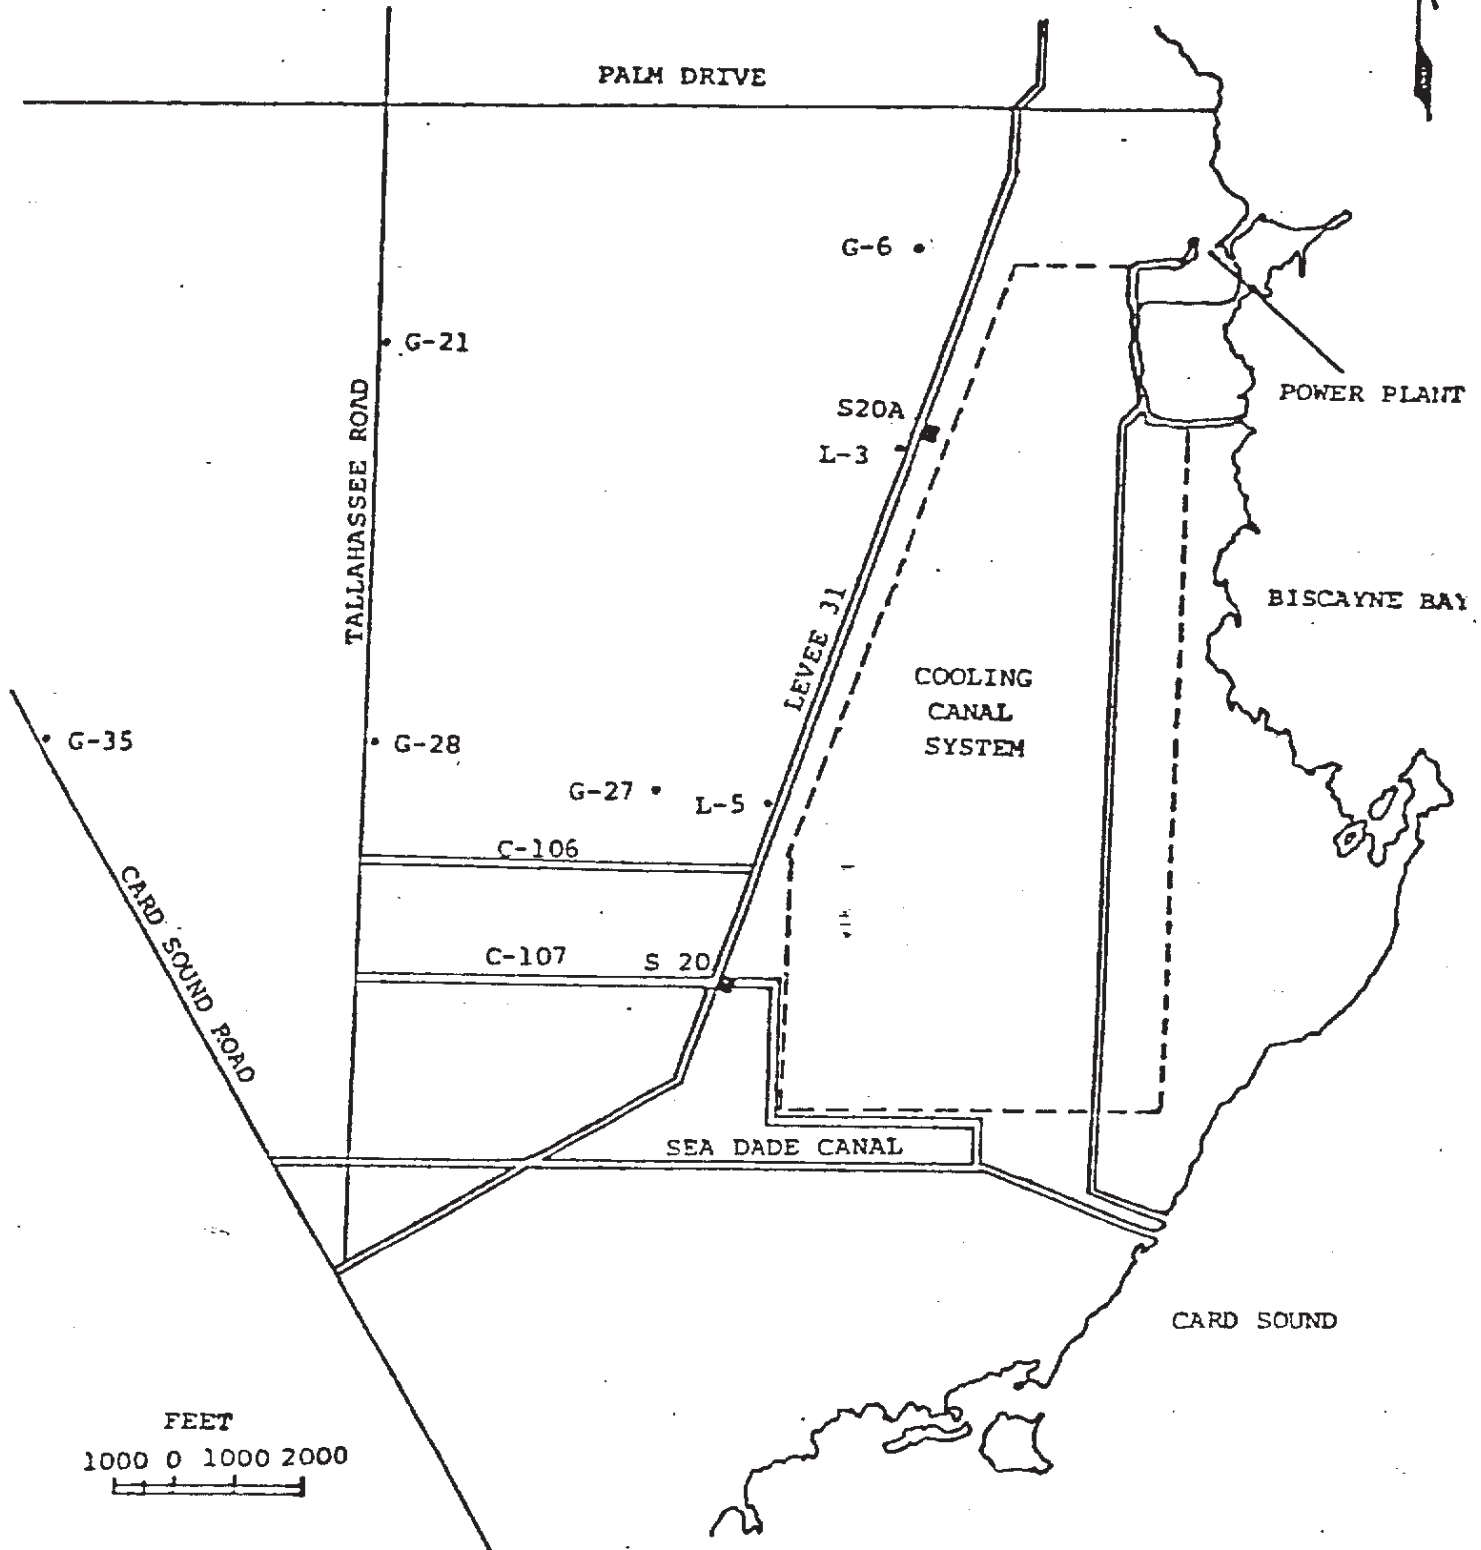 PALM DRIVE
G-6
G-21
POWER PLANT
S20A
L-3
TALLAHASSEE ROAD
LEVEE 31
BISCAYNE BAY
COOLING
CANAL
SYSTEM
G-35
G-28
G-27
L-5
C-106
CARD SOUND ROAD
C-107
S 20
SEA DADE CANAL
CARD SOUND
FEET
1000 0 1000 2000